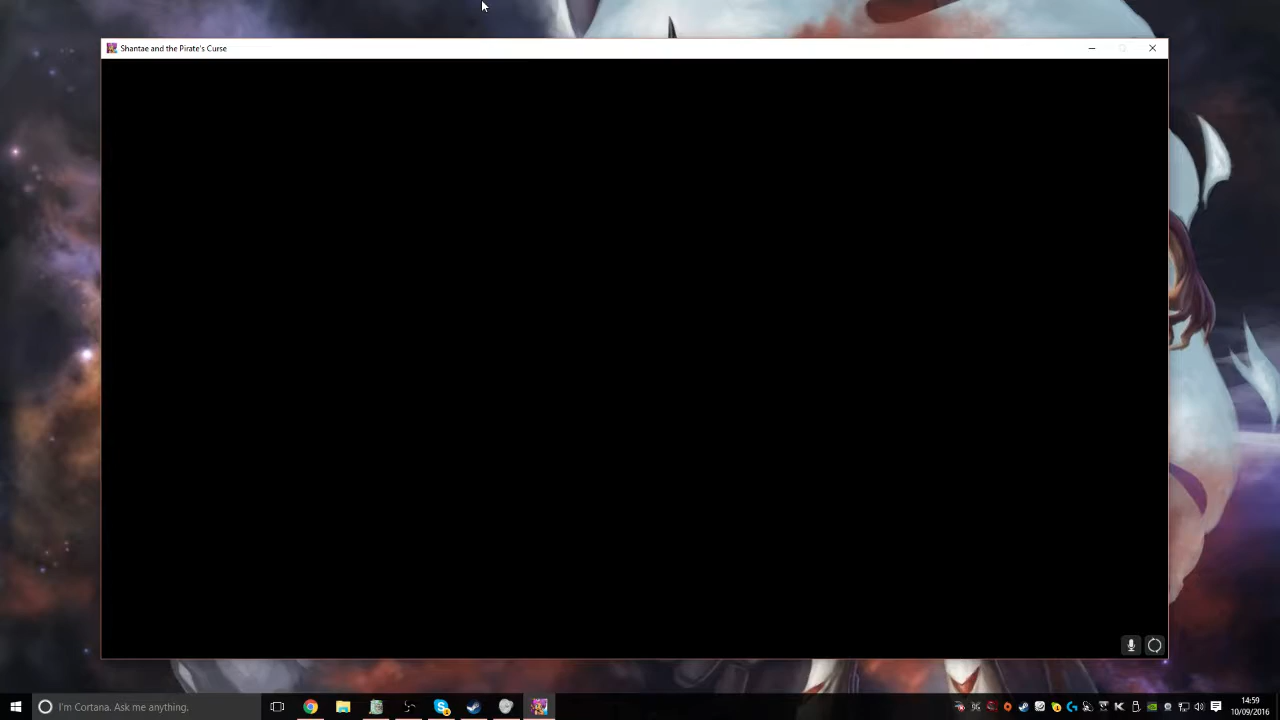 Shantae and the Pirate's Curse
I'm Cortana. Ask me anything.
14:59
10/09/2016